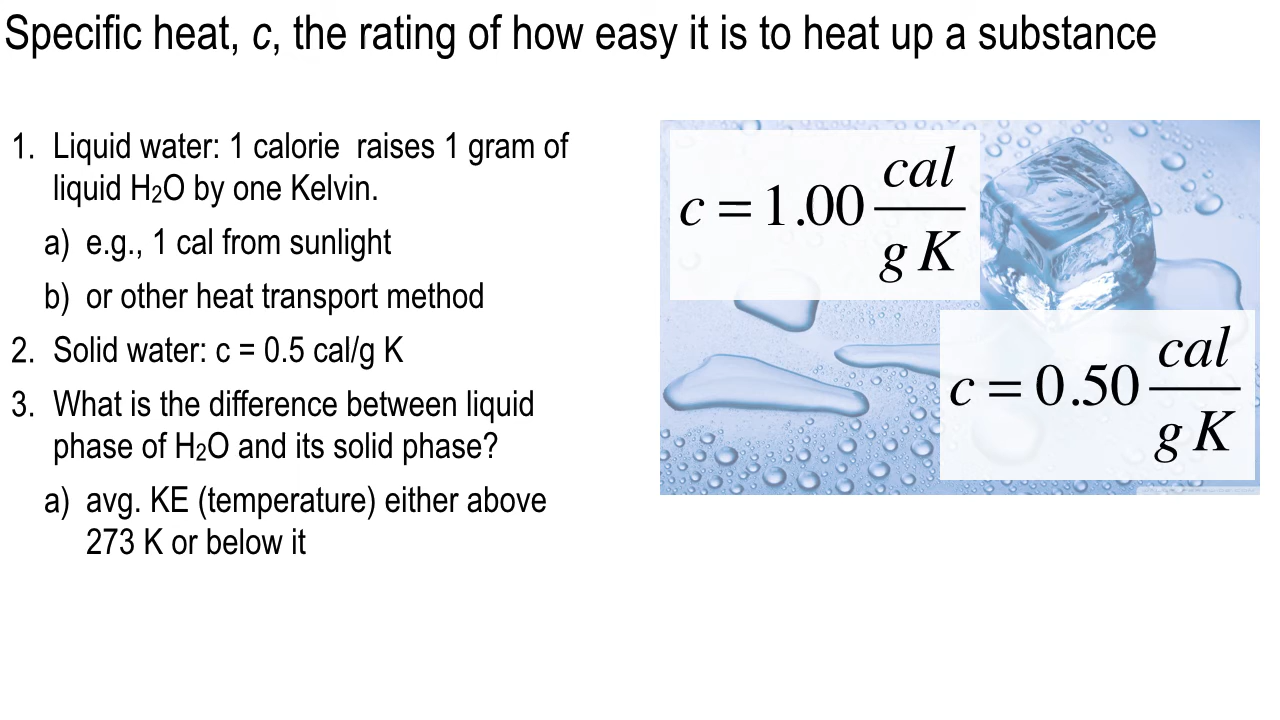 Specific heat, c, the rating of how easy it is to heat up a substance
1. Liquid water: 1 calorie  raises 1 gram of
liquid H₂O by one Kelvin.
a) e.g., 1 cal from sunlight
b) or other heat transport method
2. Solid water: c = 0.5 cal/g K
3. What is the difference between liquid
phase of H₂O and its solid phase?
a) avg. KE (temperature) either above
273 K or below it
c = 1.00 cal / g K
c = 0.50 cal / g K